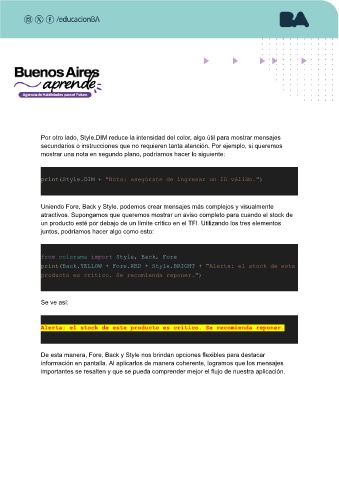 /educacionBA
BA
Buenos Aires
aprende
Agencia de Habilidades para el Futuro
Por otro lado, Style.DIM reduce la intensidad del color, algo útil para mostrar mensajes
secundarios o instrucciones que no requieren tanta atención. Por ejemplo, si queremos
mostrar una nota en segundo plano, podríamos hacer lo siguiente:
print(Style.DIM + "Nota: asegúrate de ingresar un ID válido.")
Uniendo Fore, Back y Style, podemos crear mensajes más complejos y visualmente
atractivos. Supongamos que queremos mostrar un aviso completo para cuando el stock de
un producto esté por debajo de un límite crítico en el TFI. Utilizando los tres elementos
juntos, podríamos hacer algo como esto:
from colorama import Style, Back, Fore
print(Back.YELLOW + Fore.RED + Style.BRIGHT + "Alerta: el stock de este
producto es crítico. Se recomienda reponer.")
Se ve así:
Alerta: el stock de este producto es crítico. Se recomienda reponer.
De esta manera, Fore, Back y Style nos brindan opciones flexibles para destacar
información en pantalla. Al aplicarlos de manera coherente, logramos que los mensajes
importantes se resalten y que se pueda comprender mejor el flujo de nuestra aplicación.